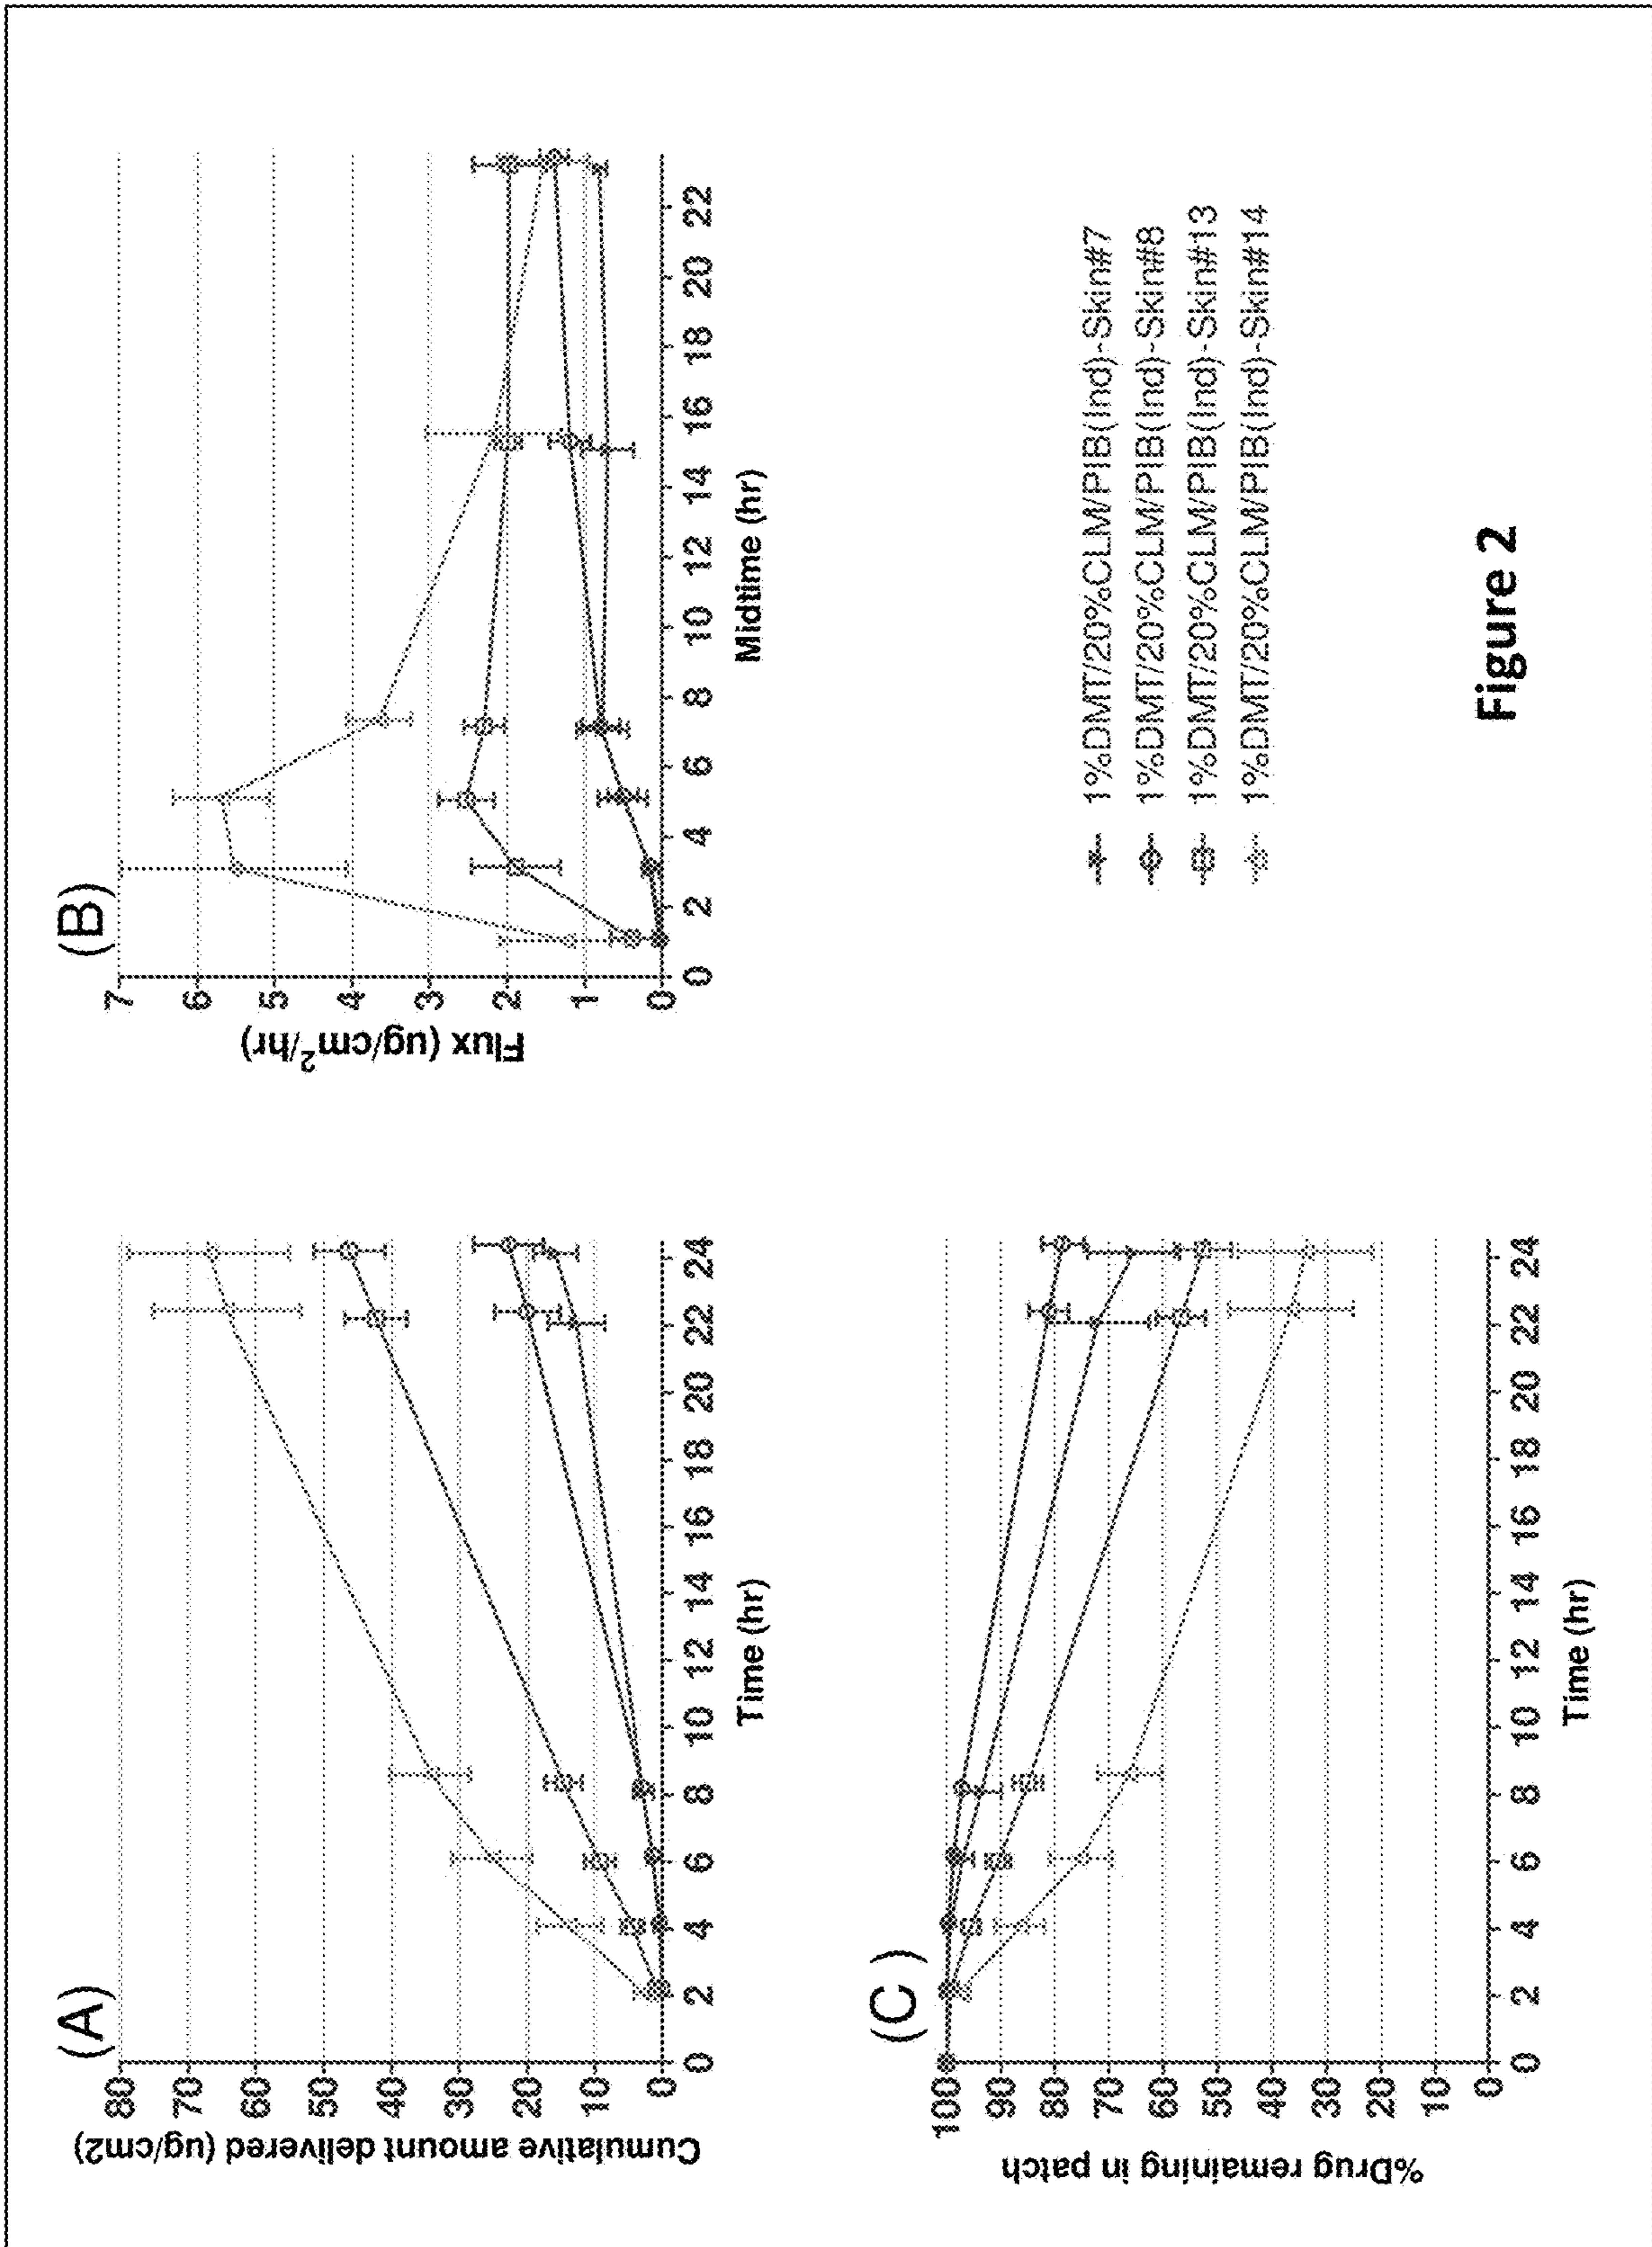 (A)
Cumulative amount delivered (ug/cm2)
80
70
60
50
40
30
20
10
0
0 2 4 6 8 10 12 14 16 18 20 22 24
Time (hr)
(B)
Flux (ug/cm²/hr)
7
6
5
4
3
2
1
0
0 2 4 6 8 10 12 14 16 18 20 22
Midtime (hr)
(C )
%Drug remaining in patch
100
90
80
70
60
50
40
30
20
10
0
0 2 4 6 8 10 12 14 16 18 20 22 24
Time (hr)
1%DMT/20%CLM/PIB(Ind)-Skin#7
1%DMT/20%CLM/PIB(Ind)-Skin#8
1%DMT/20%CLM/PIB(Ind)-Skin#13
1%DMT/20%CLM/PIB(Ind)-Skin#14
Figure 2